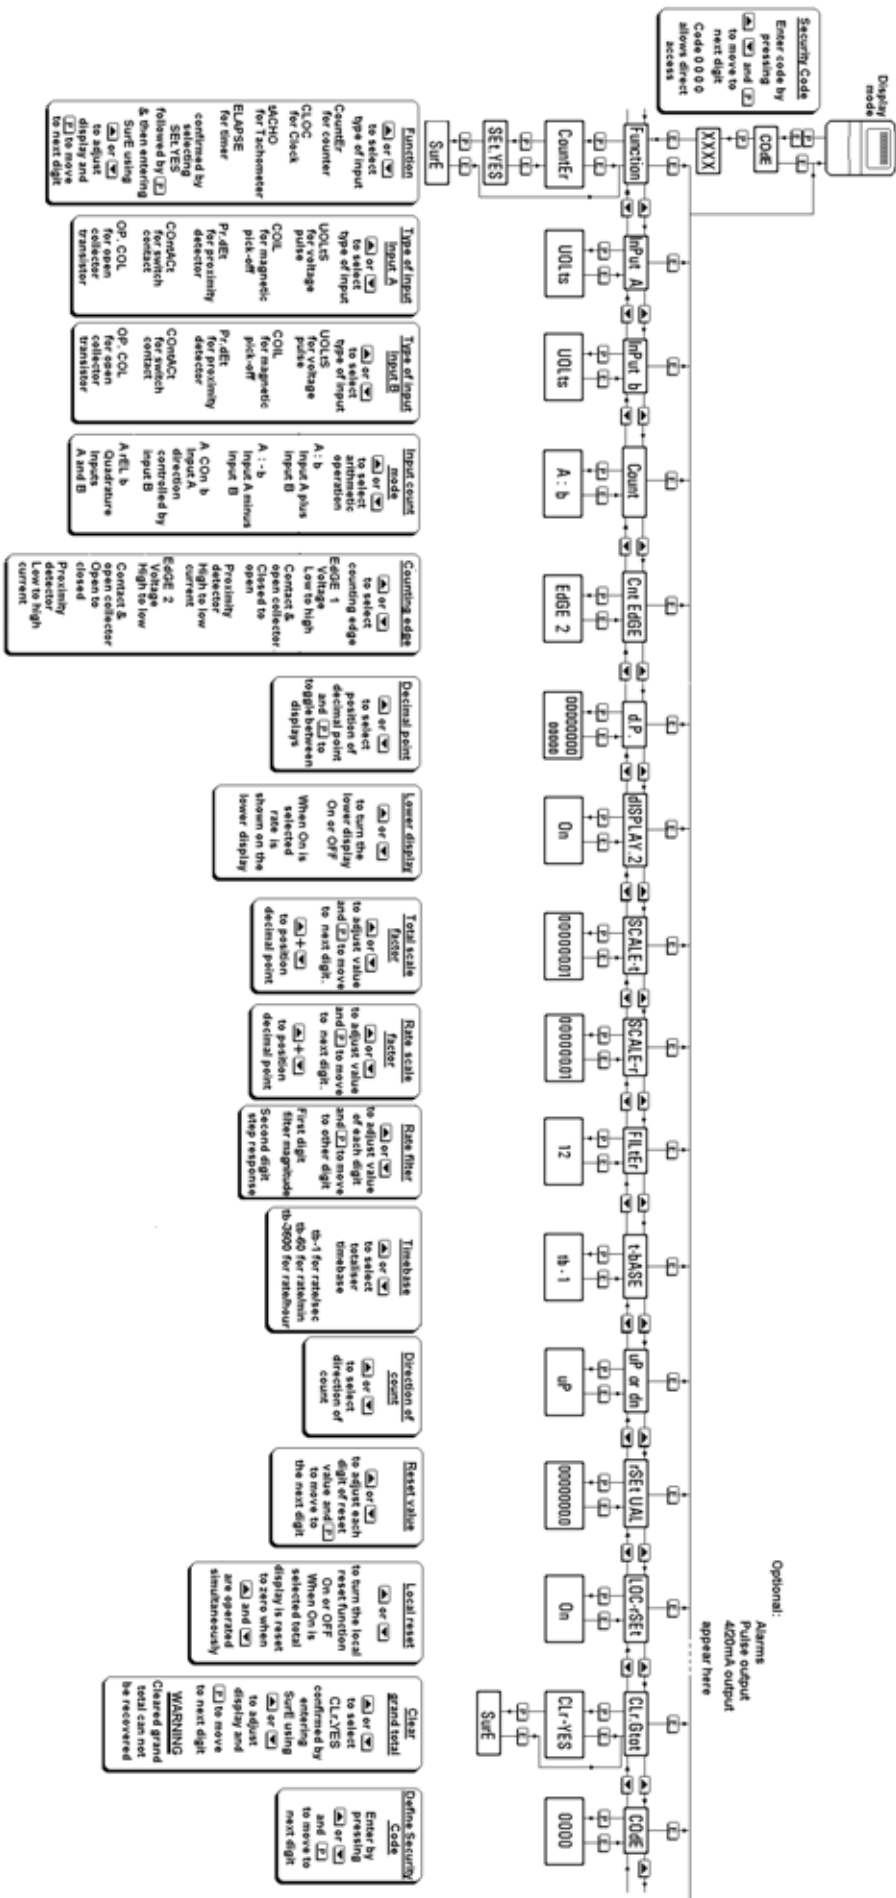 Display
mode
Security Code
Enter code by
pressing
▲ ▼ and P
to move to
next digit
Code 0 0 0 0
allows direct
access
P E
COdE
P E
XXXX
E E
Optional:
Alarms
Pulse output
4/20mA output
appear here
Function
InPut A
InPut b
Count
Cnt EdGE
d.P.
dISPLAY.2
SCALE-t
SCALE-r
FILtEr
t-bASE
uP or dn
rSEt UAL
LOC-rSEt
CLr.Gtot
COdE
CountEr
UOLts
UOLts
A : b
EdGE 2
00000000
00000
On
000000.01
000000.01
12
tb - 1
uP
0000000.0
On
CLr-YES
0000
SEt.YES
SurE
SurE
Function
▲ or ▼
to select
type of input
CountEr
for counter
CLOC
for Clock
tACHO
for Tachometer
ELAPSE
for timer
confirmed by
selecting
SEt.YES
followed by P
& then entering
SurE using
▲ or ▼
to adjust
display and
P to move
to next digit
Type of input
Input A
▲ or ▼
to select
type of input
UOLtS
for voltage
pulse
COIL
for magnetic
pick-off
Pr.dEt
for proximity
detector
COntACt
for switch
contact
OP. COL
for open
collector
transistor
Type of input
Input B
▲ or ▼
to select
type of input
UOLtS
for voltage
pulse
COIL
for magnetic
pick-off
Pr.dEt
for proximity
detector
COntACt
for switch
contact
OP. COL
for open
collector
transistor
Input count
mode
▲ or ▼
to select
arithmetic
operation
A : b
Input A plus
input B
A : - b
Input A minus
input B
A COn b
Input A
direction
controlled by
input B
A rEL b
Quadrature
Inputs
A and B
Counting edge
▲ or ▼
to select
counting edge
EdGE 1
Voltage
Low to high
Contact &
open collector
Closed to
open
Proximity
detector
High to low
current
EdGE 2
Voltage
High to low
Contact &
open collector
Open to
closed
Proximity
detector
Low to high
current
Decimal point
▲ or ▼
to select
position of
decimal point
and P to
toggle between
displays
Lower display
▲ or ▼
to turn the
lower display
On or OFF
When On is
selected
rate is
shown on the
lower display
Total scale
factor
▲ or ▼
to adjust value
and P to move
to next digit.
▲ + ▼
to position
decimal point
Rate scale
factor
▲ or ▼
to adjust value
and P to move
to next digit.
▲ + ▼
to position
decimal point
Rate filter
▲ or ▼
to adjust value
of each digit
and P to move
to other digit
First digit
filter magnitude
Second digit
step response
Timebase
▲ or ▼
to select
totaliser
timebase
tb-1 for rate/sec
tb-60 for rate/min
tb-3600 for rate/hour
Direction of
count
▲ or ▼
to select
direction of
count
Reset value
▲ or ▼
to adjust each
digit of reset
value and P
to move to
the next digit
Local reset
▲ or ▼
to turn the local
reset function
On or OFF
When On is
selected total
display is reset
to zero when
▲ and ▼
are operated
simultaneously
Clear
grand total
▲ or ▼
to select
CLr.YES
confirmed by
entering
SurE using
▲ or ▼
to adjust
display and
P to move
to next digit
WARNING
Cleared grand
total can not
be recovered
Define Security
Code
Enter by
pressing
▲ or ▼
and P
to move to
next digit